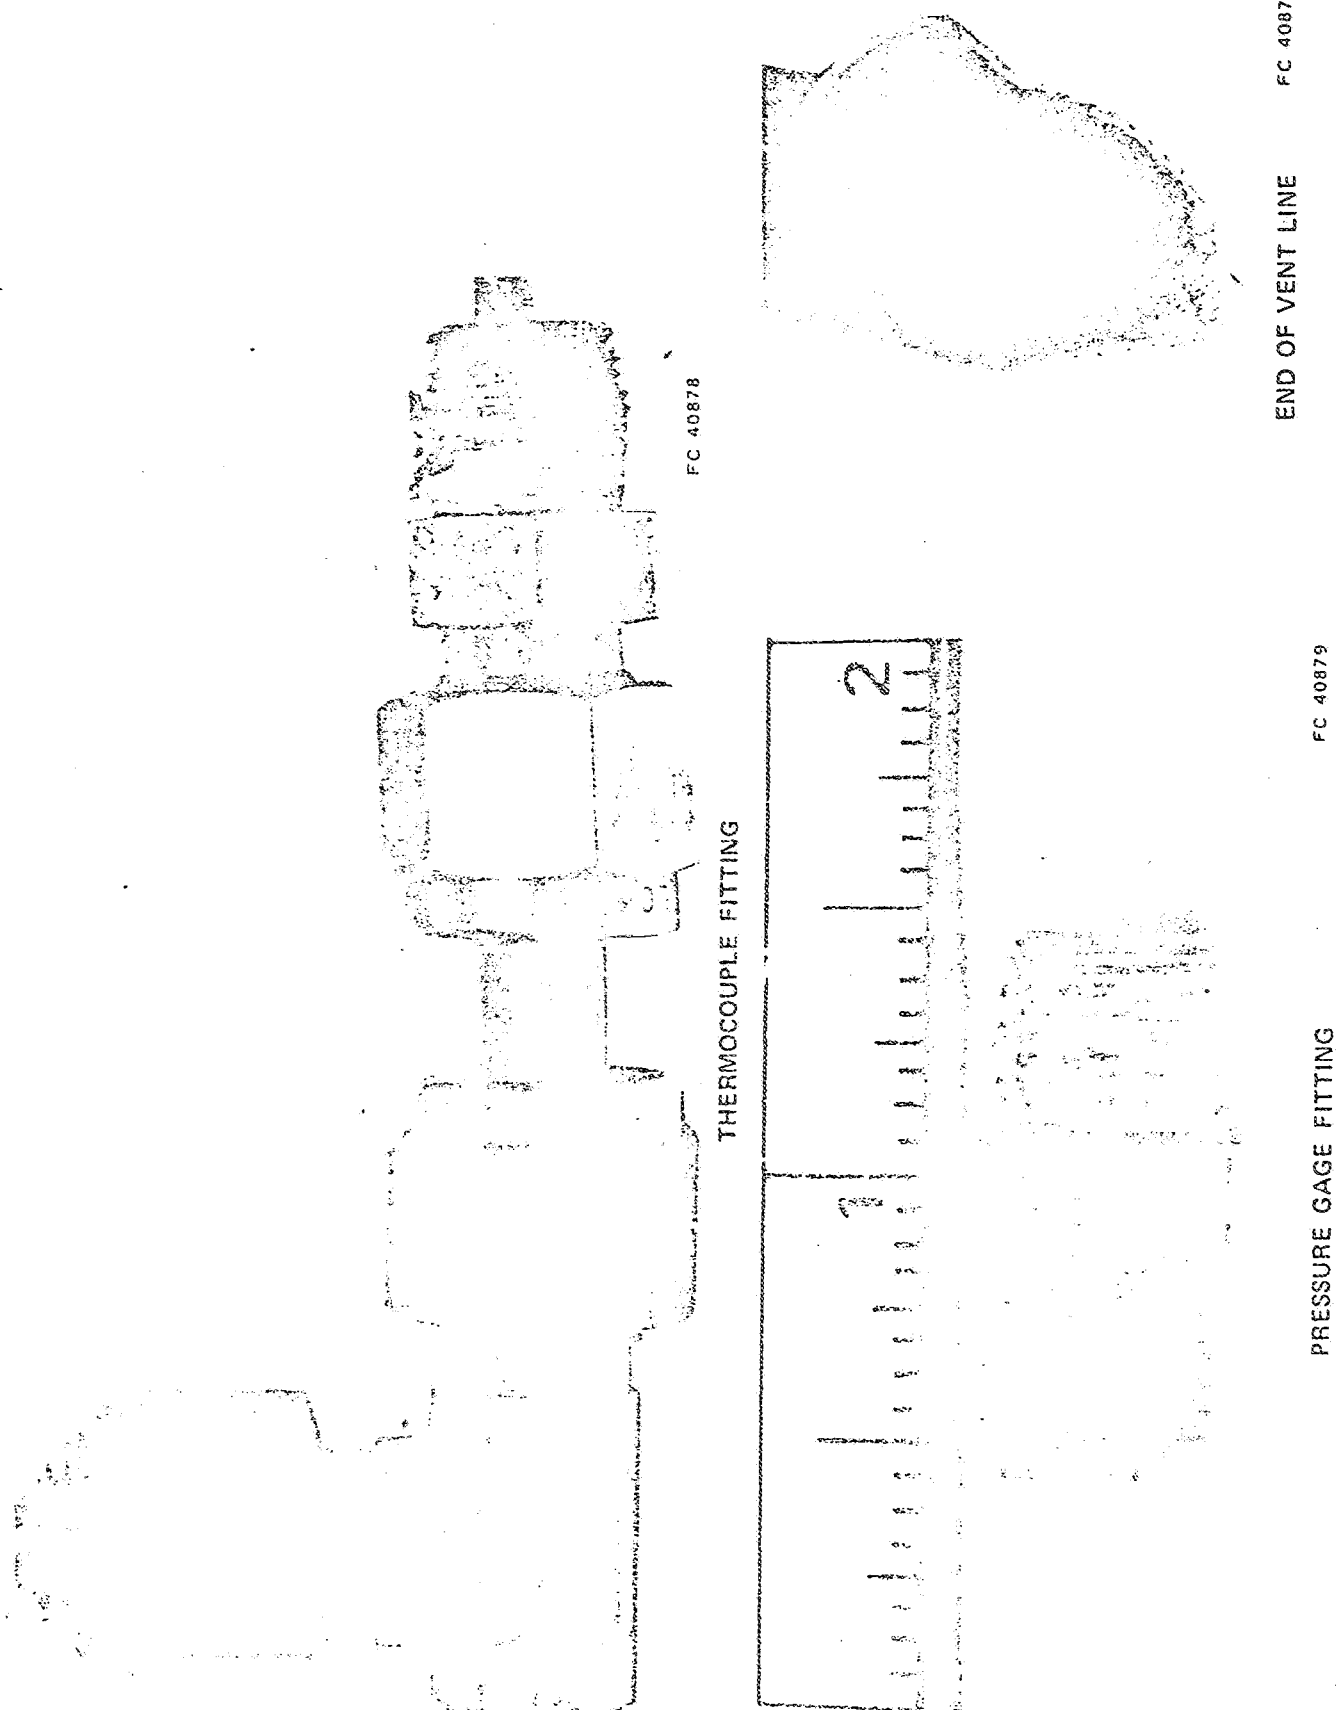 FC 40878
THERMOCOUPLE FITTING
1 2
END OF VENT LINE FC 4087
PRESSURE GAGE FITTING FC 40879